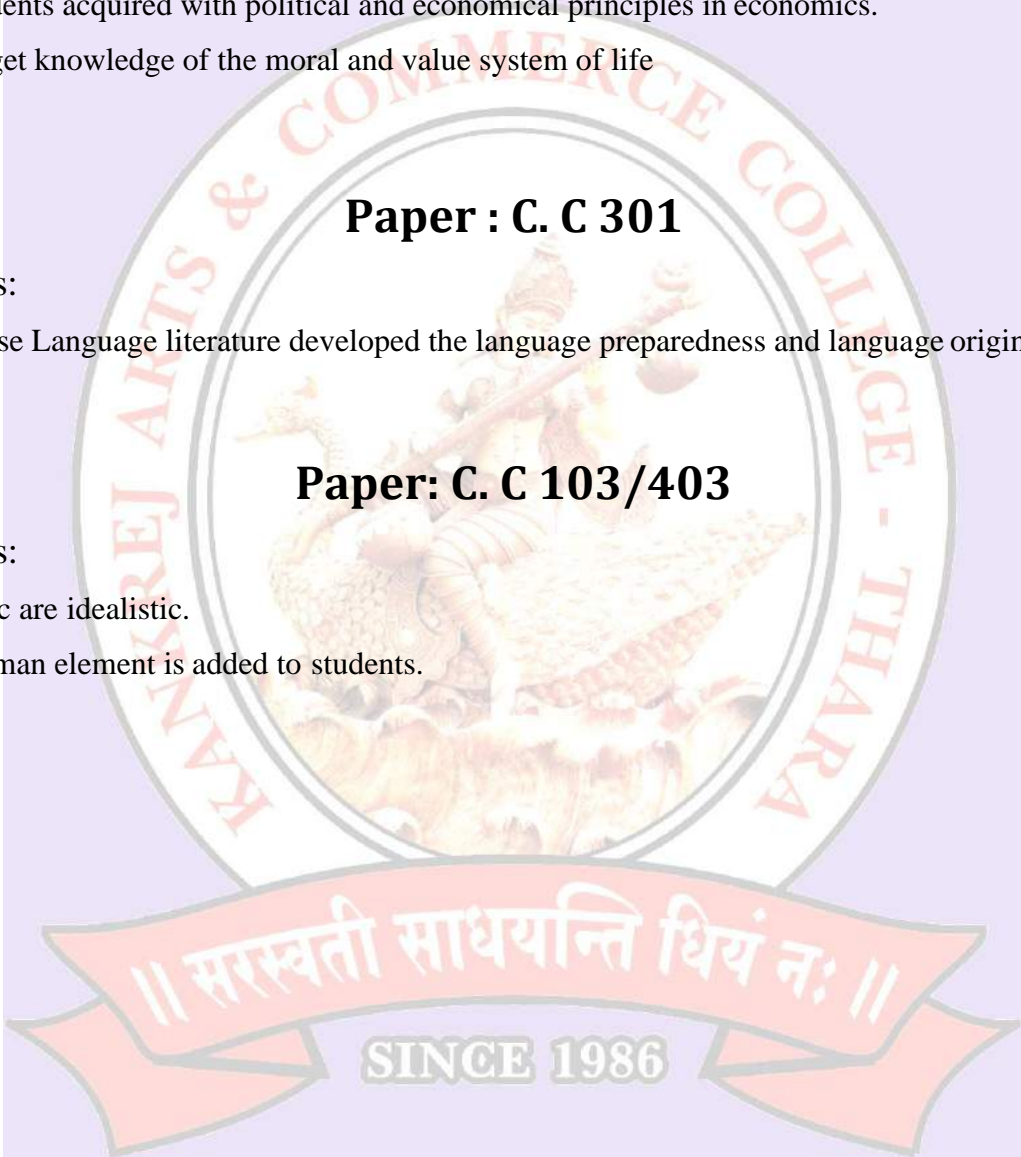 dents acquired with political and economical principles in economics.
get knowledge of the moral and value system of life
Paper : C. C 301
s:
se Language literature developed the language preparedness and language origin
Paper: C. C 103/403
s:
c are idealistic.
man element is added to students.
KANKREJ ARTS & COMMERCE COLLEGE - THARA
|| सरस्वती साधयन्ति धियं नः ||
SINCE 1986